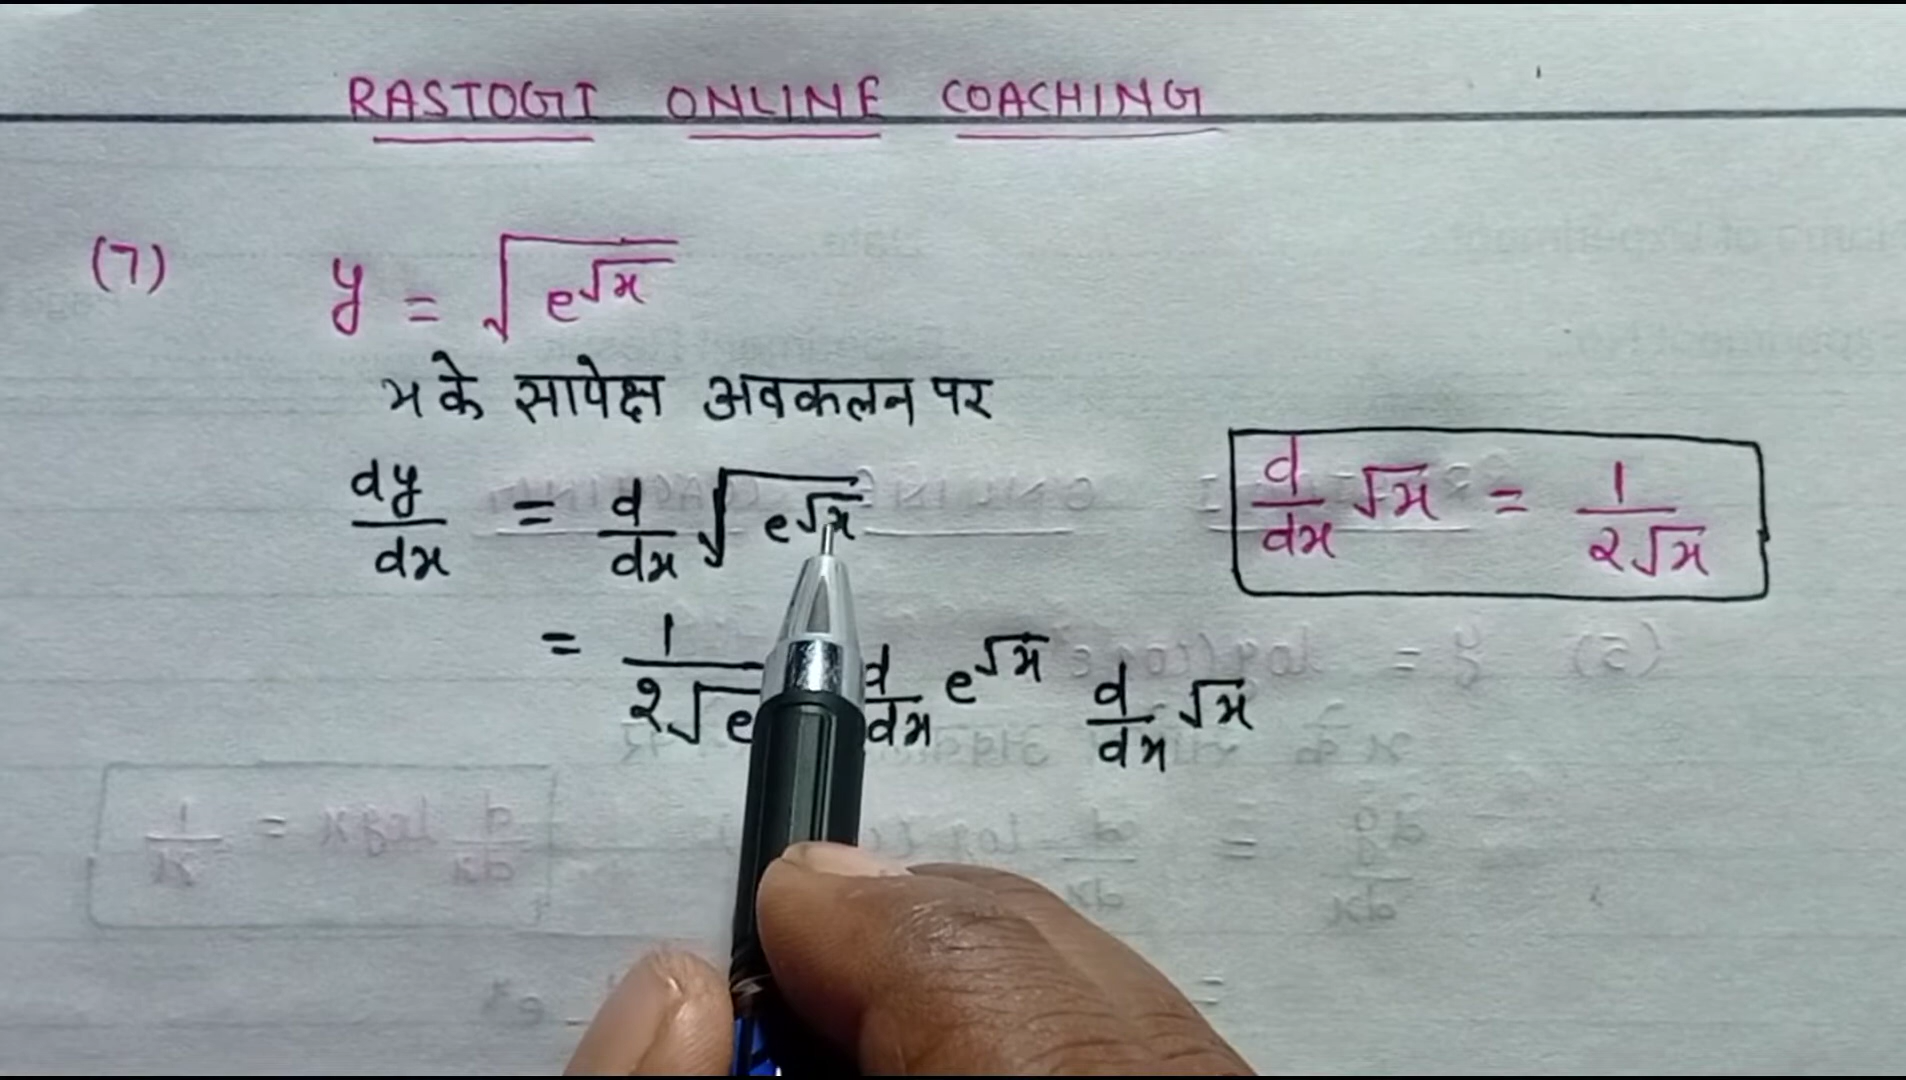 RASTOGI ONLINE COACHING
(7) y = √(e^√x)
x के सापेक्ष अवकलन पर
dy/dx = d/dx √(e^√x)
d/dx √x = 1/2√x
= 1/2√e d/dx e^√x d/dx √x